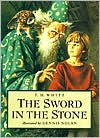 T. H. WHITE
THE SWORD
IN THE STONE
illustrated by DENNIS NOLAN